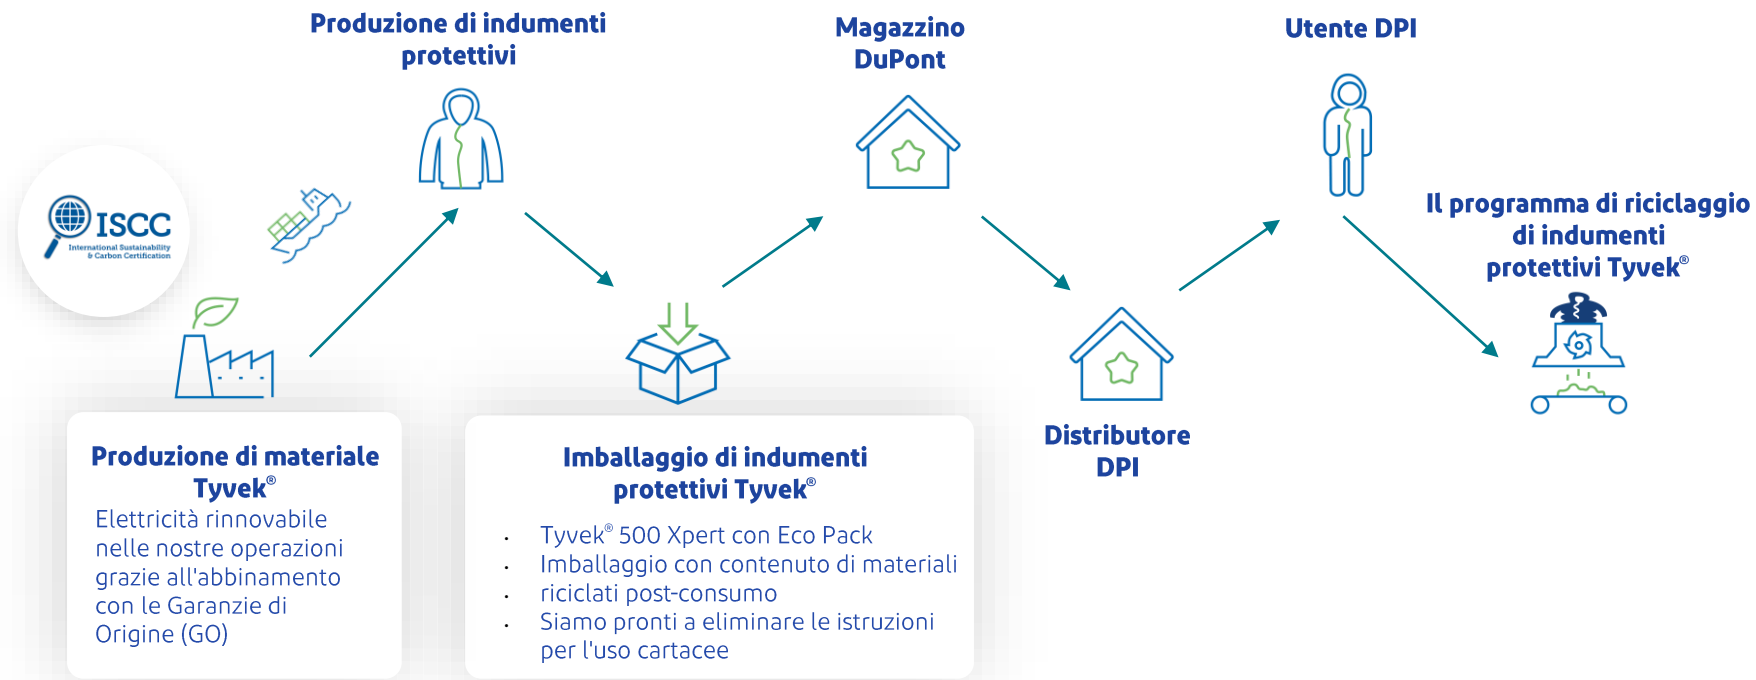 Produzione di indumenti
protettivi
Magazzino
DuPont
Utente DPI
ISCC
International Sustainability
& Carbon Certification
Il programma di riciclaggio
di indumenti
protettivi Tyvek®
Distributore
DPI
Produzione di materiale
Tyvek®
Elettricità rinnovabile
nelle nostre operazioni
grazie all'abbinamento
con le Garanzie di
Origine (GO)
Imballaggio di indumenti
protettivi Tyvek®
• Tyvek® 500 Xpert con Eco Pack
• Imballaggio con contenuto di materiali
• riciclati post-consumo
• Siamo pronti a eliminare le istruzioni
per l'uso cartacee